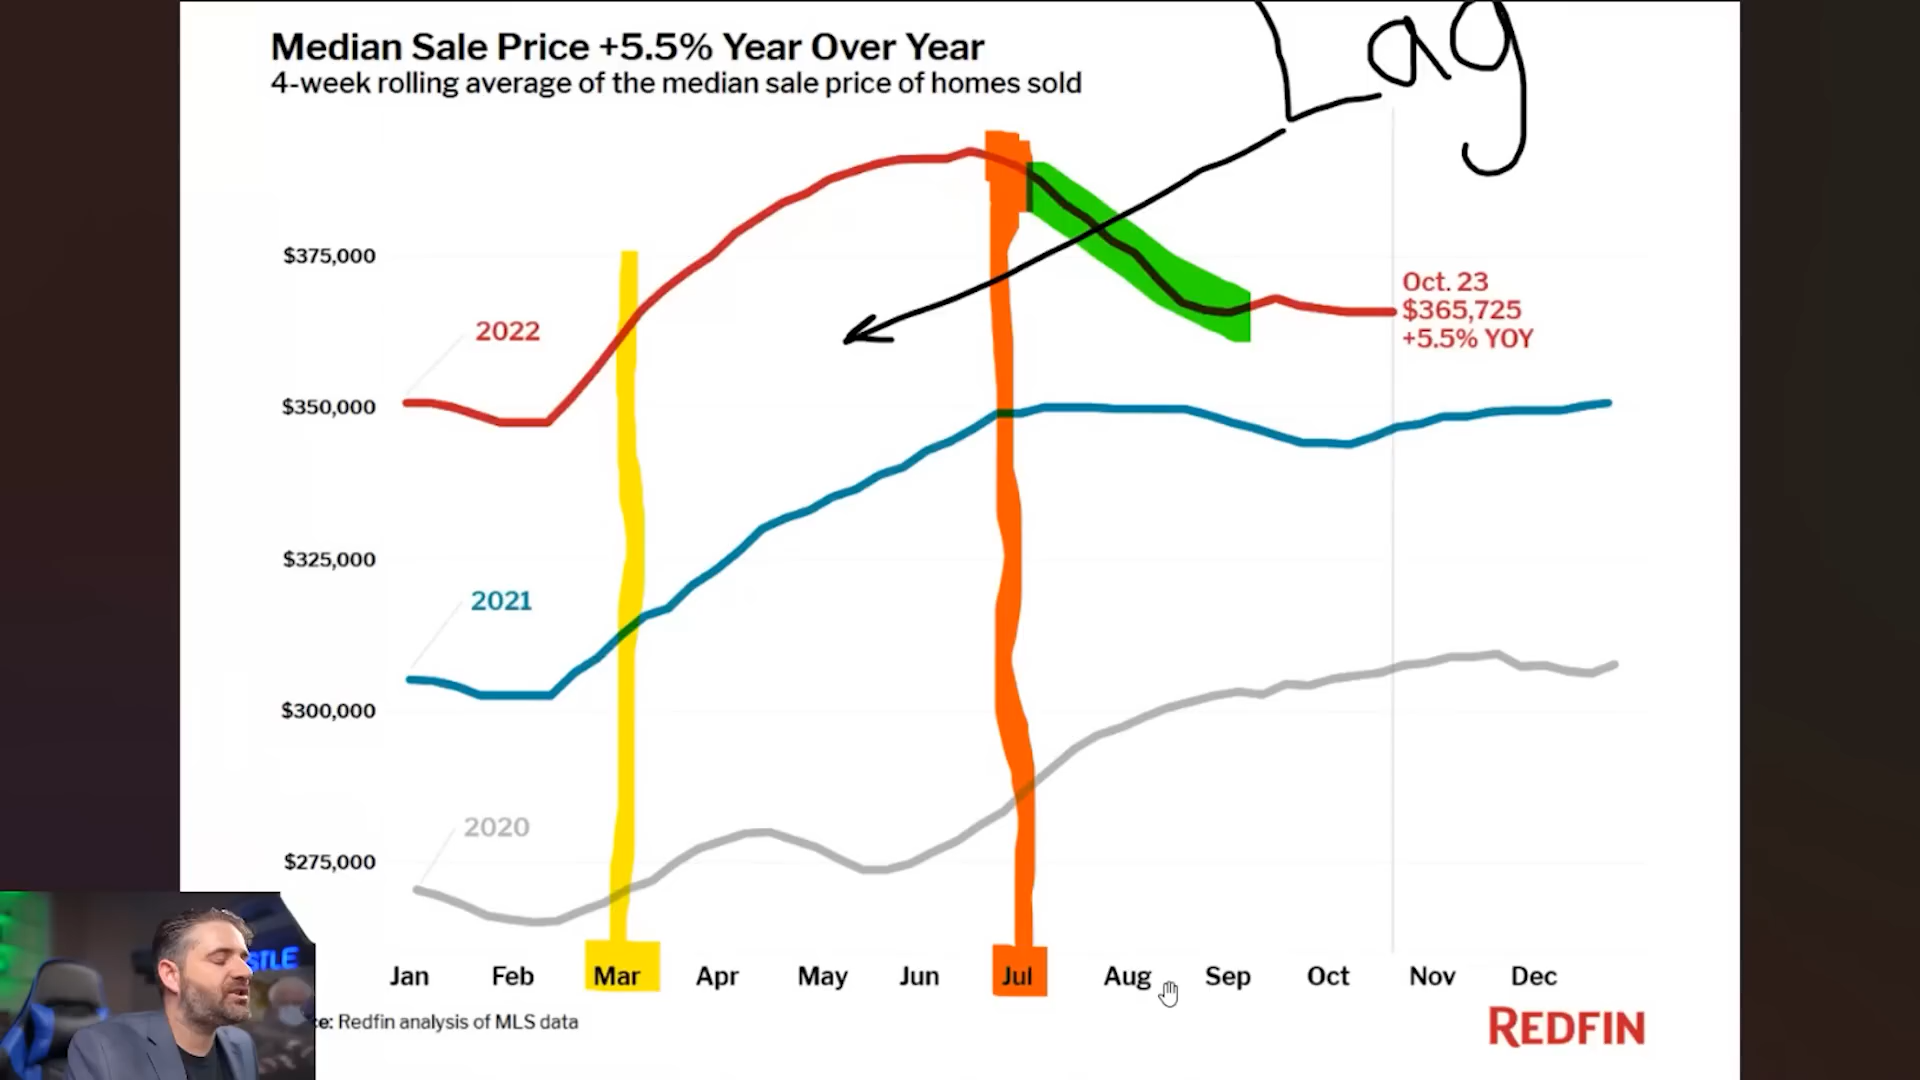 Median Sale Price +5.5% Year Over Year
4-week rolling average of the median sale price of homes sold
Lag
$375,000
Oct. 23
$365,725
+5.5% YOY
2022
$350,000
$325,000
2021
$300,000
2020
$275,000
STLE
Jan Feb Mar Apr May Jun Jul Aug Sep Oct Nov Dec
e: Redfin analysis of MLS data
REDFIN